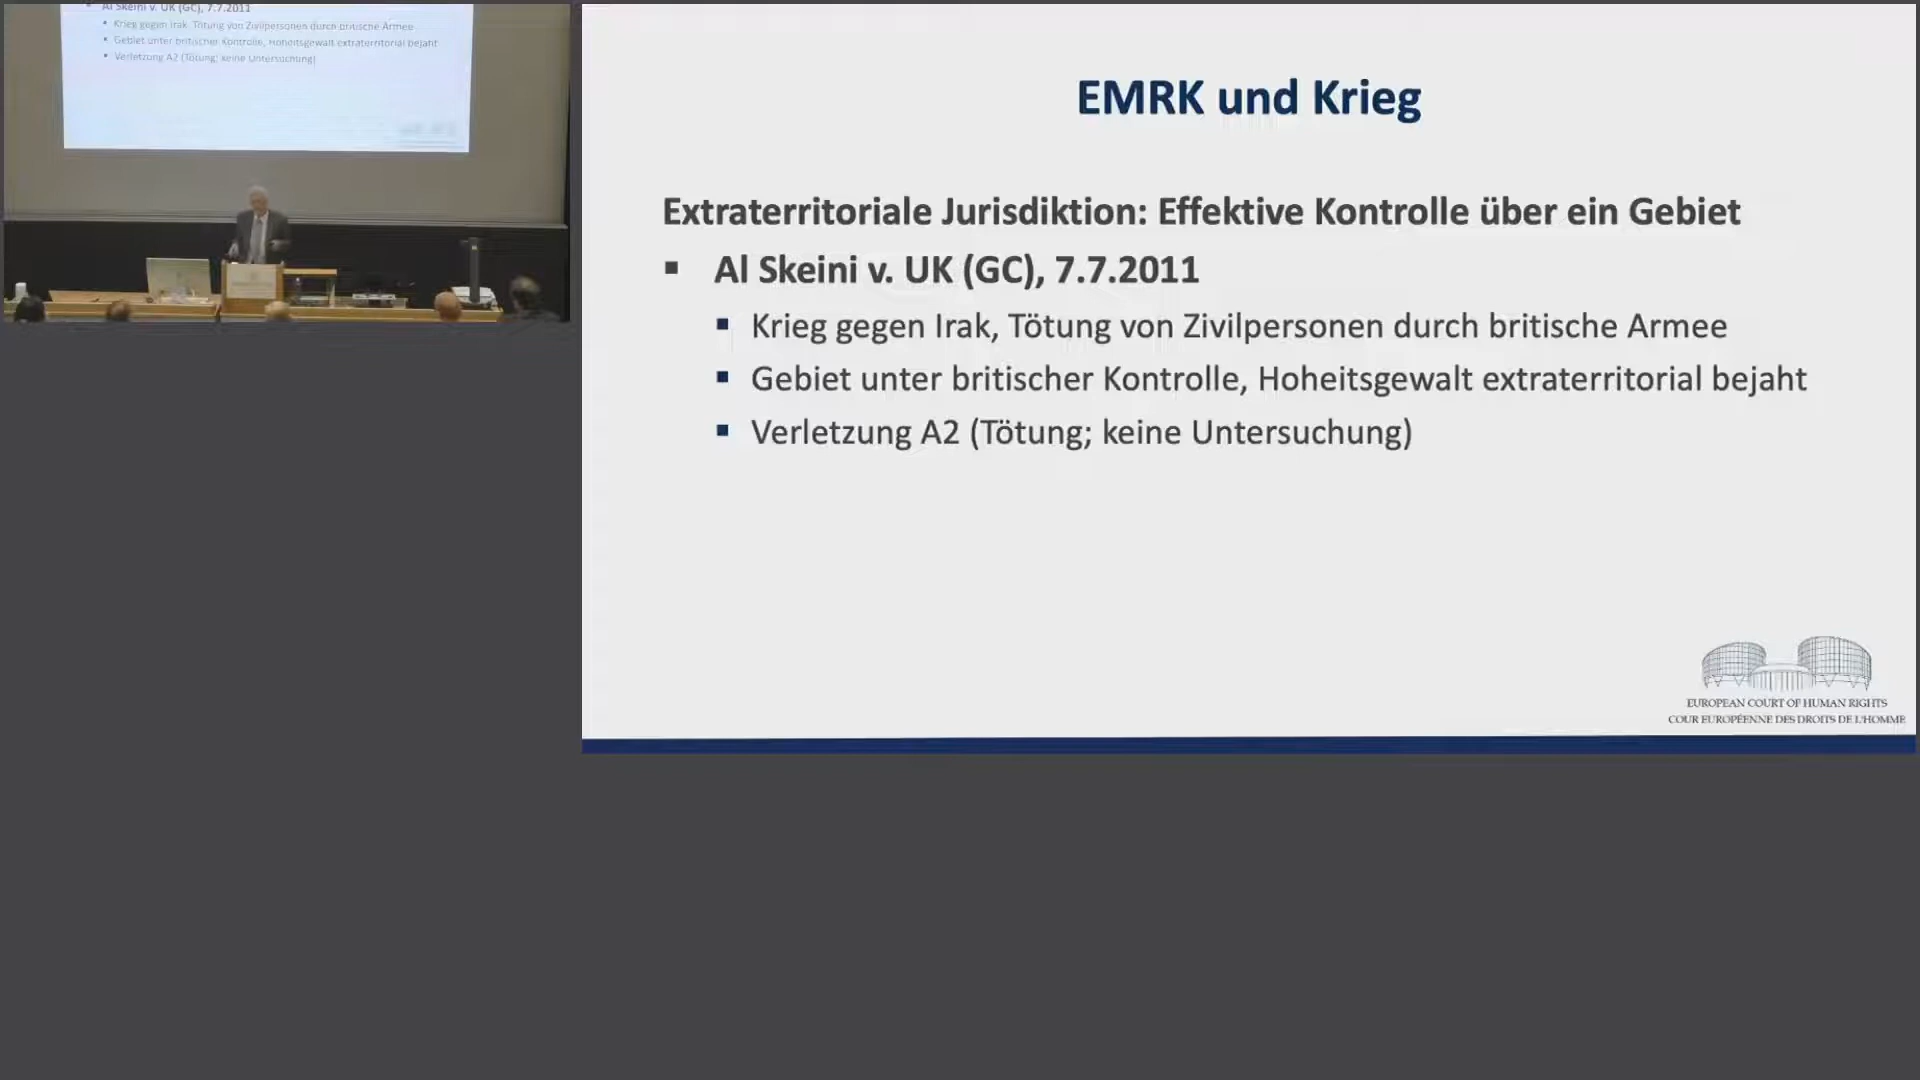 Al Skeini v. UK (GC), 7.7.2011
Krieg gegen Irak, Tötung von Zivilpersonen durch britische Armee
Gebiet unter britischer Kontrolle, Hoheitsgewalt extraterritorial bejaht
Verletzung A2 (Tötung; keine Untersuchung)
EMRK und Krieg
Extraterritoriale Jurisdiktion: Effektive Kontrolle über ein Gebiet
Al Skeini v. UK (GC), 7.7.2011
Krieg gegen Irak, Tötung von Zivilpersonen durch britische Armee
Gebiet unter britischer Kontrolle, Hoheitsgewalt extraterritorial bejaht
Verletzung A2 (Tötung; keine Untersuchung)
EUROPEAN COURT OF HUMAN RIGHTS
COUR EUROPÉENNE DES DROITS DE L'HOMME